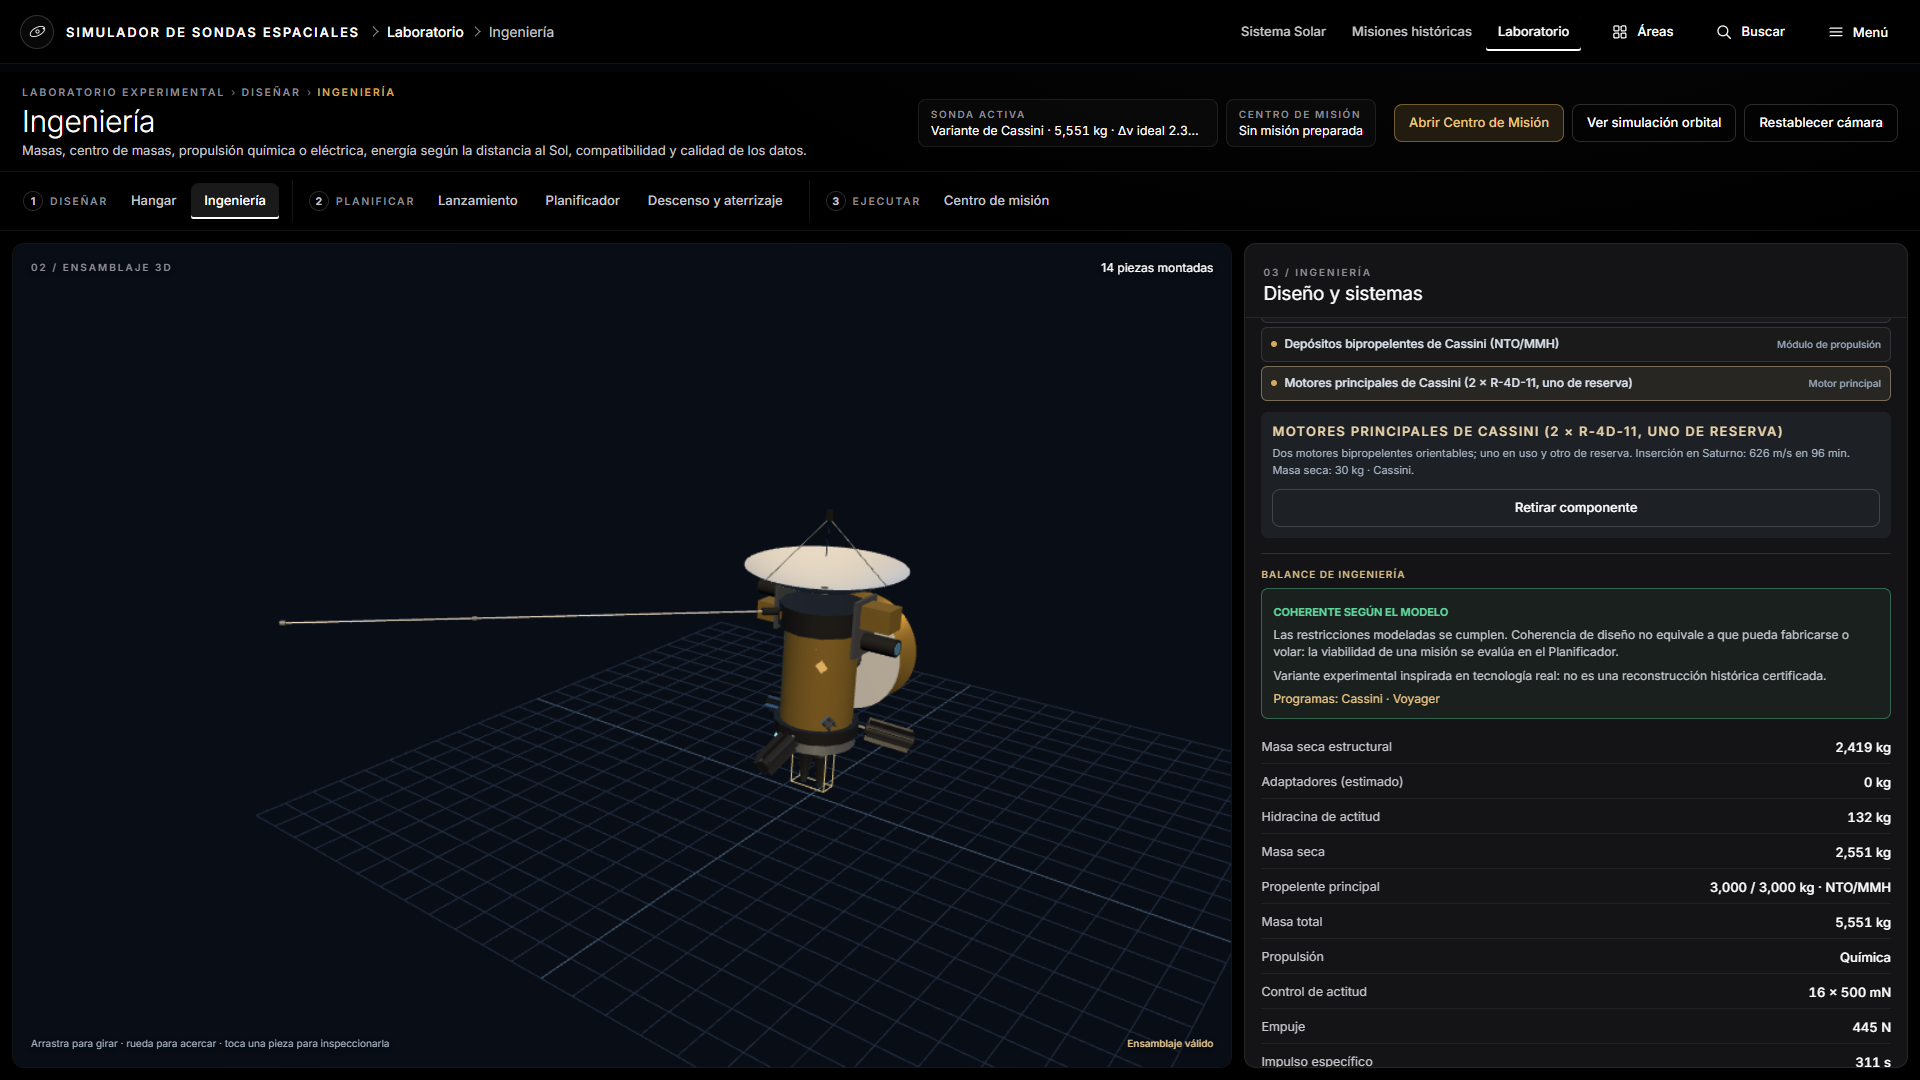 SIMULADOR DE SONDAS ESPACIALES > Laboratorio > Ingeniería
Sistema Solar
Misiones históricas
Laboratorio
Áreas
Buscar
Menú
LABORATORIO EXPERIMENTAL › DISEÑAR › INGENIERÍA
Ingeniería
Masas, centro de masas, propulsión química o eléctrica, energía según la distancia al Sol, compatibilidad y calidad de los datos.
SONDA ACTIVA
Variante de Cassini · 5,551 kg · Δv ideal 2.3...
CENTRO DE MISIÓN
Sin misión preparada
Abrir Centro de Misión
Ver simulación orbital
Restablecer cámara
1 DISEÑAR
Hangar
Ingeniería
2 PLANIFICAR
Lanzamiento
Planificador
Descenso y aterrizaje
3 EJECUTAR
Centro de misión
02 / ENSAMBLAJE 3D
14 piezas montadas
Arrastra para girar · rueda para acercar · toca una pieza para inspeccionarla
Ensamblaje válido
03 / INGENIERÍA
Diseño y sistemas
Depósitos bipropelentes de Cassini (NTO/MMH)
Módulo de propulsión
Motores principales de Cassini (2 × R-4D-11, uno de reserva)
Motor principal
MOTORES PRINCIPALES DE CASSINI (2 × R-4D-11, UNO DE RESERVA)
Dos motores bipropelentes orientables; uno en uso y otro de reserva. Inserción en Saturno: 626 m/s en 96 min.
Masa seca: 30 kg · Cassini.
Retirar componente
BALANCE DE INGENIERÍA
COHERENTE SEGÚN EL MODELO
Las restricciones modeladas se cumplen. Coherencia de diseño no equivale a que pueda fabricarse o
volar: la viabilidad de una misión se evalúa en el Planificador.
Variante experimental inspirada en tecnología real: no es una reconstrucción histórica certificada.
Programas: Cassini · Voyager
Masa seca estructural 2,419 kg
Adaptadores (estimado) 0 kg
Hidracina de actitud 132 kg
Masa seca 2,551 kg
Propelente principal 3,000 / 3,000 kg · NTO/MMH
Masa total 5,551 kg
Propulsión Química
Control de actitud 16 × 500 mN
Empuje 445 N
Impulso específico 311 s